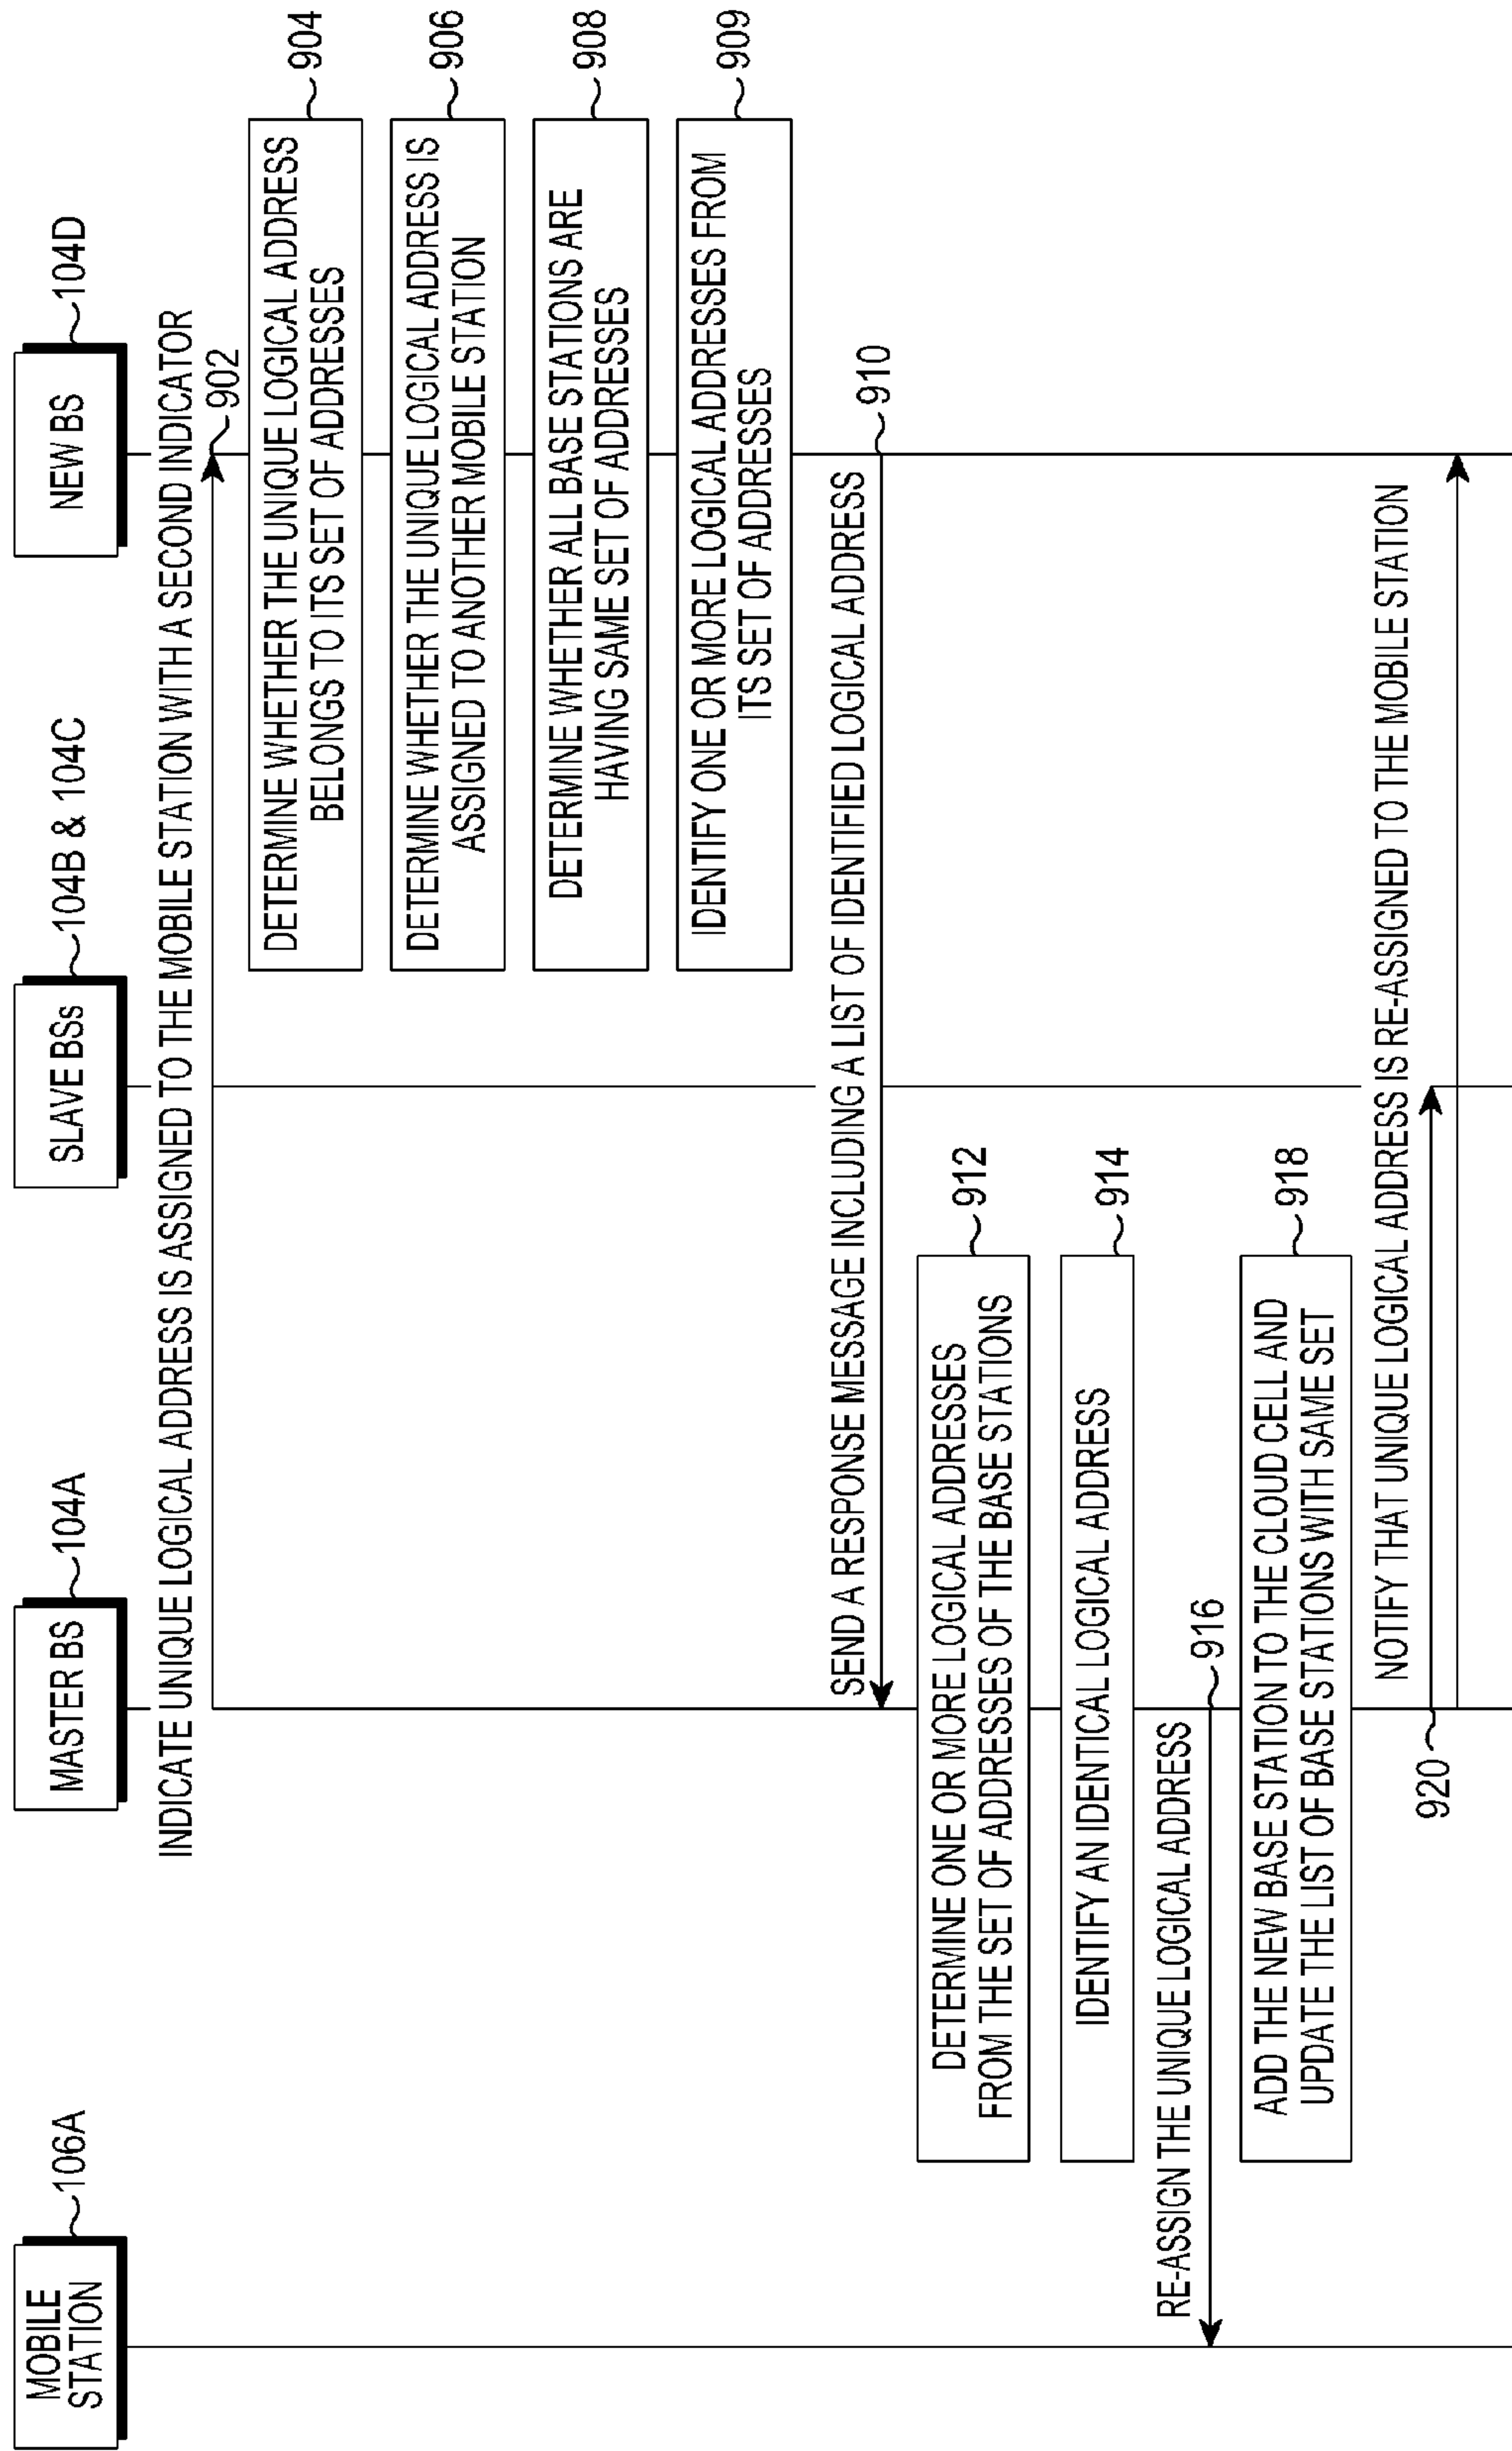 MOBILE
STATION
106A
MASTER BS
104A
SLAVE BSs
104B & 104C
NEW BS
104D
INDICATE UNIQUE LOGICAL ADDRESS IS ASSIGNED TO THE MOBILE STATION WITH A SECOND INDICATOR
902
DETERMINE WHETHER THE UNIQUE LOGICAL ADDRESS
BELONGS TO ITS SET OF ADDRESSES
904
DETERMINE WHETHER THE UNIQUE LOGICAL ADDRESS IS
ASSIGNED TO ANOTHER MOBILE STATION
906
DETERMINE WHETHER ALL BASE STATIONS ARE
HAVING SAME SET OF ADDRESSES
908
IDENTIFY ONE OR MORE LOGICAL ADDRESSES FROM
ITS SET OF ADDRESSES
909
SEND A RESPONSE MESSAGE INCLUDING A LIST OF IDENTIFIED LOGICAL ADDRESS
910
DETERMINE ONE OR MORE LOGICAL ADDRESSES
FROM THE SET OF ADDRESSES OF THE BASE STATIONS
912
IDENTIFY AN IDENTICAL LOGICAL ADDRESS
914
RE-ASSIGN THE UNIQUE LOGICAL ADDRESS
916
ADD THE NEW BASE STATION TO THE CLOUD CELL AND
UPDATE THE LIST OF BASE STATIONS WITH SAME SET
918
NOTIFY THAT UNIQUE LOGICAL ADDRESS IS RE-ASSIGNED TO THE MOBILE STATION
920